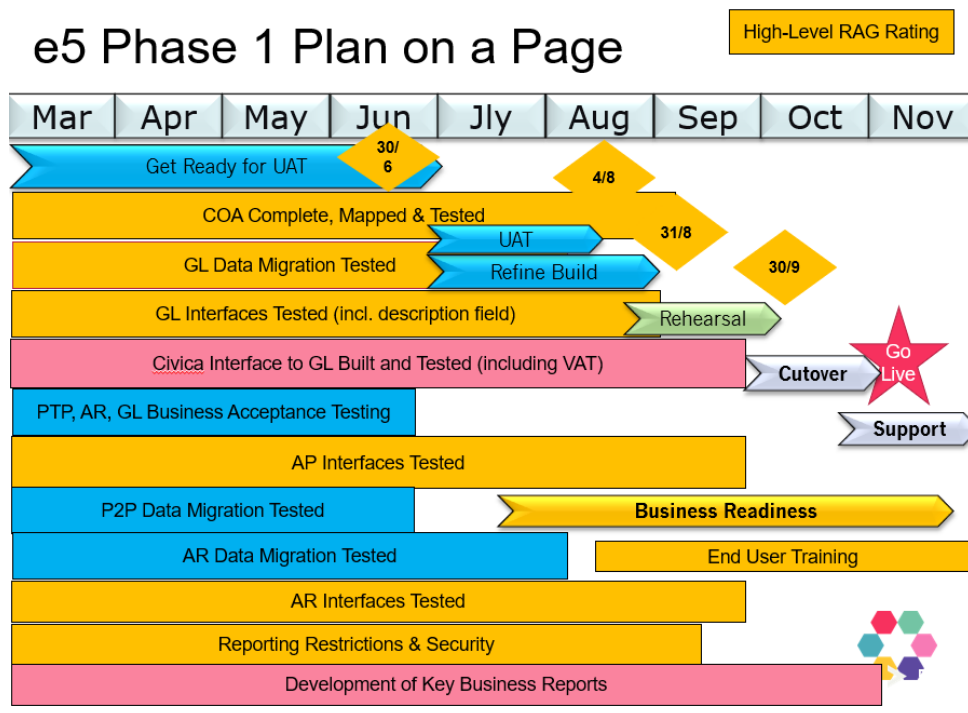 e5 Phase 1 Plan on a Page
High-Level RAG Rating
Mar Apr May Jun Jly Aug Sep Oct Nov
Get Ready for UAT
30/
6
4/8
COA Complete, Mapped & Tested
UAT
31/8
GL Data Migration Tested
Refine Build
30/9
GL Interfaces Tested (incl. description field)
Rehearsal
Civica Interface to GL Built and Tested (including VAT)
Cutover
Go
Live
PTP, AR, GL Business Acceptance Testing
Support
AP Interfaces Tested
P2P Data Migration Tested
Business Readiness
AR Data Migration Tested
End User Training
AR Interfaces Tested
Reporting Restrictions & Security
Development of Key Business Reports